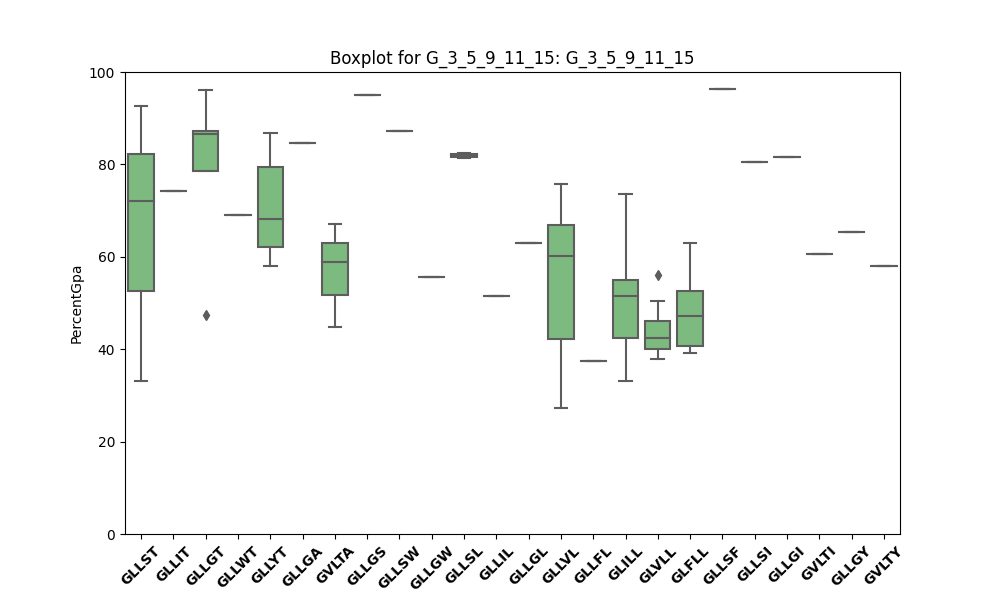 Boxplot for G_3_5_9_11_15: G_3_5_9_11_15
PercentGpa
100
80
60
40
20
0
GLLST GLLIT GLLGT GLLWT GLLYT GLLGA GVLTA GLLGS GLLSW GLLGW GLLSL GLLIL GLLGL GLLVL GLLFL GLILL GLVLL GLFLL GLLSF GLLSI GLLGI GVLTI GLLGY GVLTY